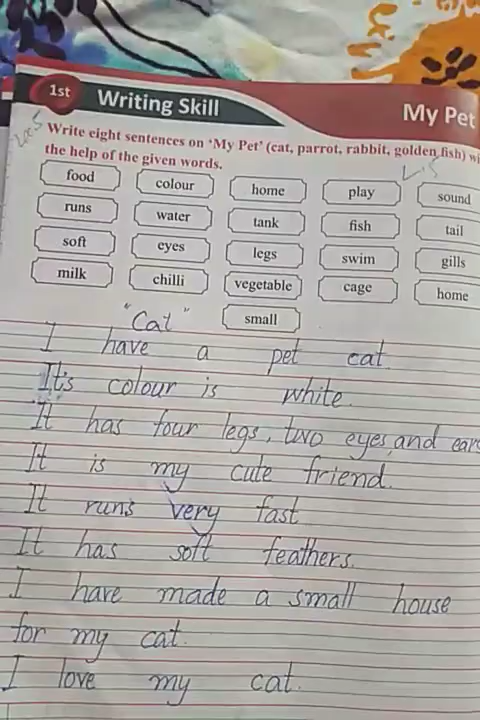 1st Writing Skill My Pet
Write eight sentences on 'My Pet' (cat, parrot, rabbit, golden fish) wi
the help of the given words.
food colour home play sound
runs water tank fish tail
soft eyes legs swim gills
milk chilli vegetable cage home
small
"Cat"
I have a pet cat
It's colour is white.
It has four legs, two eyes, and ears
It is my cute friend.
It runs very fast
It has soft feathers.
I have made a small house
for my cat.
I love my cat.